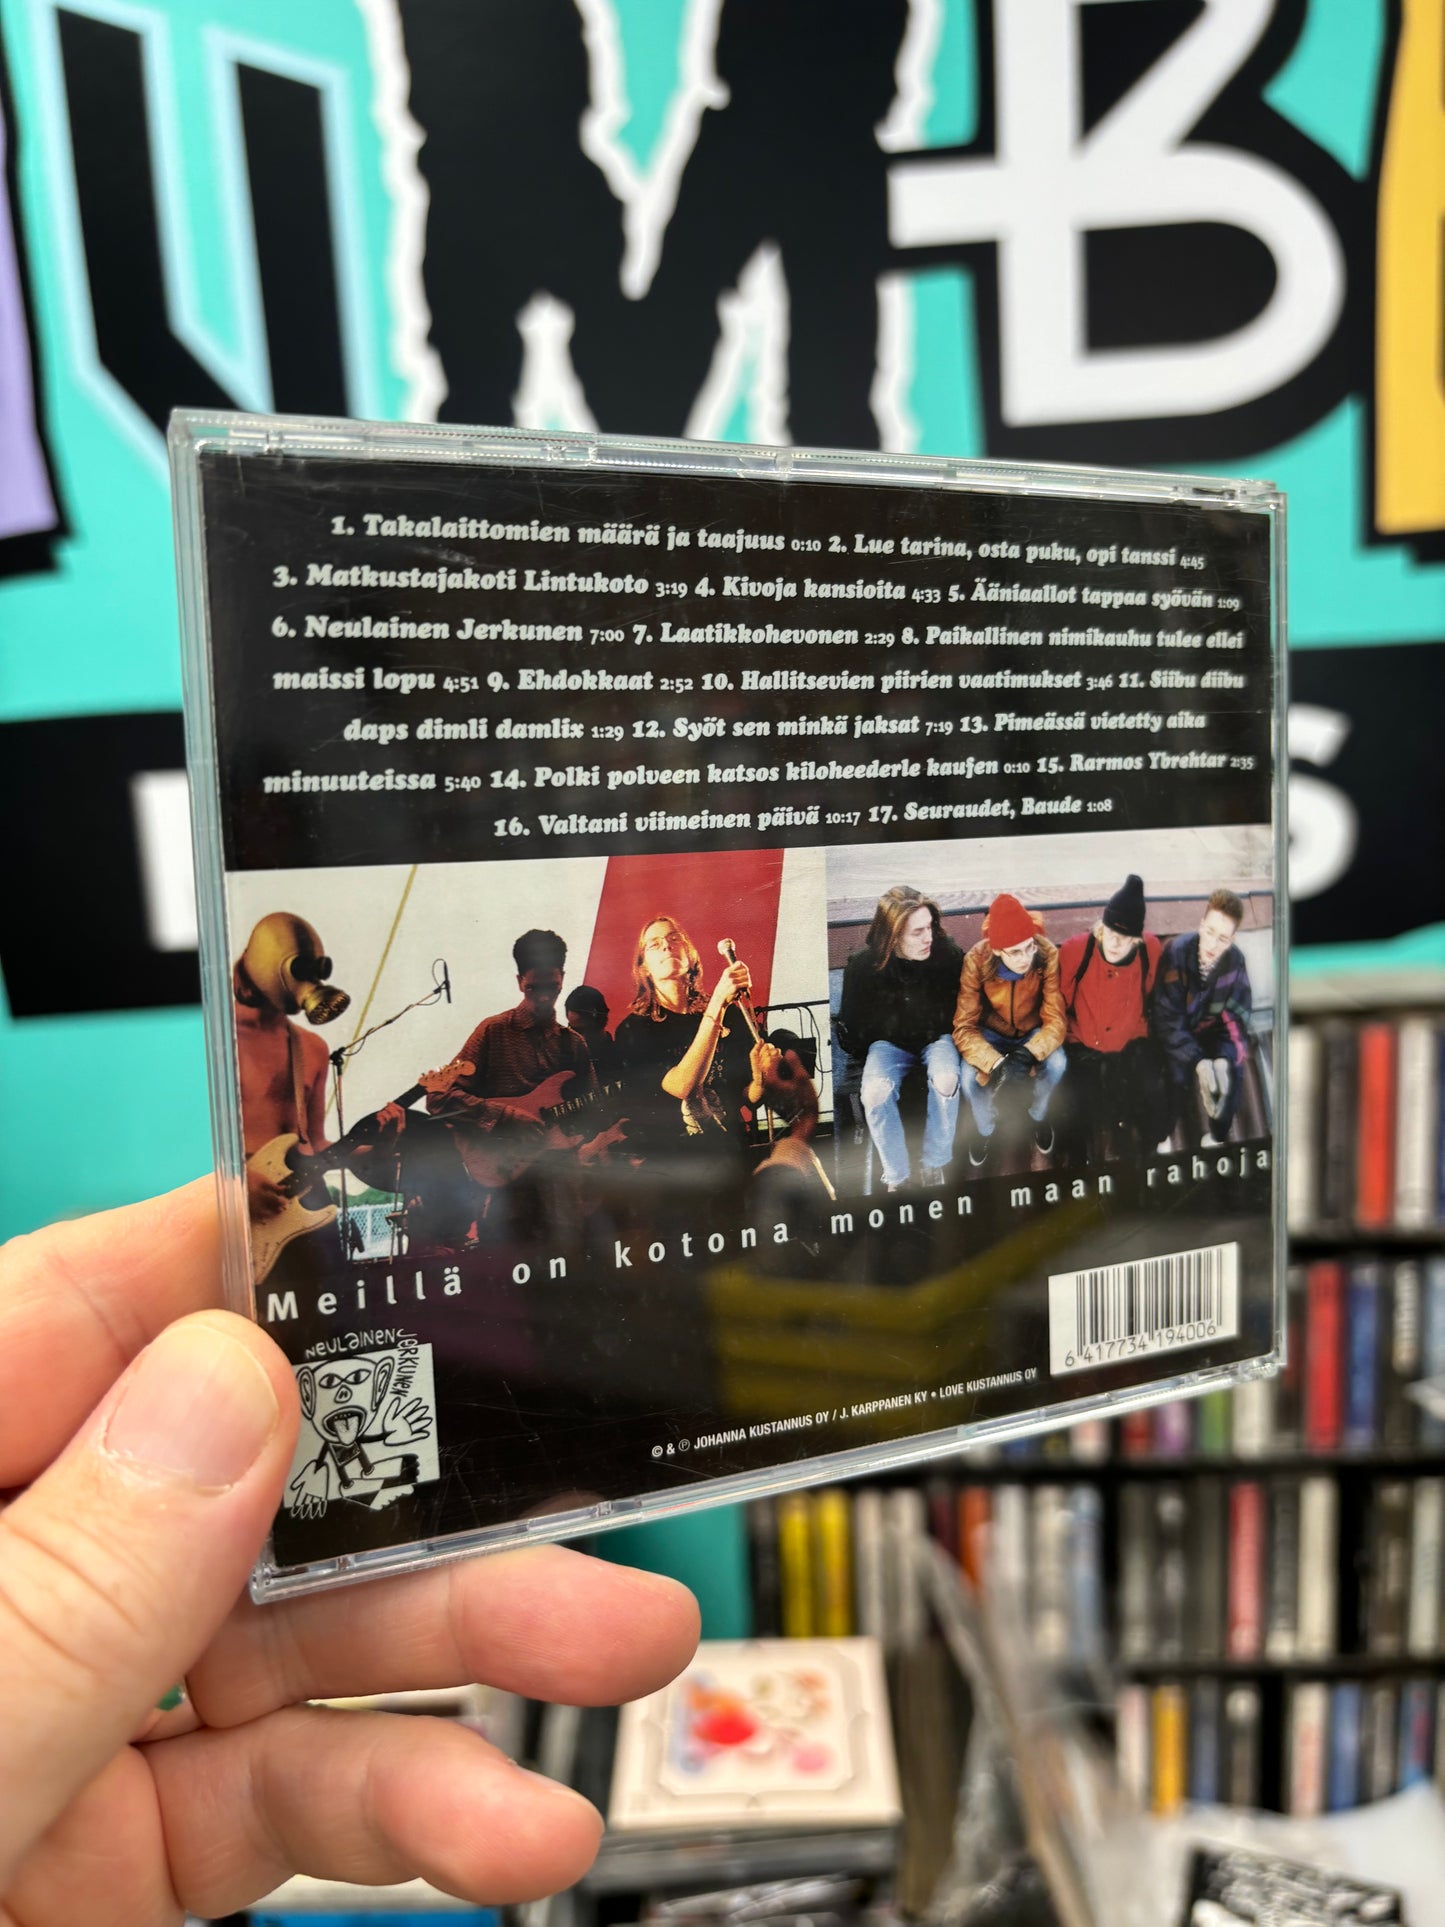 UMB
1. Takalaittomien määrä ja taajuus 0:10 2. Lue tarina, osta puku, opi tanssi 4:45
3. Matkustajakoti Lintukoto 3:19 4. Kivoja kansioita 4:33 5. Ääniaallot tappaa syövän 1:09
6. Neulainen Jerkunen 7:00 7. Laatikkohevonen 2:29 8. Paikallinen nimikauhu tulee ellei
maissi lopu 4:51 9. Ehdokkaat 2:52 10. Hallitsevien piirien vaatimukset 3:46 11. Siibu diibu
daps dimli damlix 1:29 12. Syöt sen minkä jaksat 7:19 13. Pimeässä vietetty aika
minuuteissa 5:40 14. Polki polveen katsos kiloheederle kaufen 0:10 15. Rarmos Ybrehtar 2:35
16. Valtani viimeinen päivä 10:17 17. Seuraudet, Baude 1:08
Meillä on kotona monen maan rahoja
NEULAINEN JERKUNEN
6 417734 194006
© & ℗ JOHANNA KUSTANNUS OY / J. KARPPANEN KY • LOVE KUSTANNUS OY